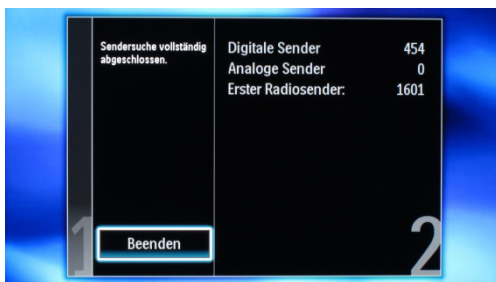 Sendersuche vollständig
abgeschlossen.
Digitale Sender 454
Analoge Sender 0
Erster Radiosender: 1601
1
Beenden
2